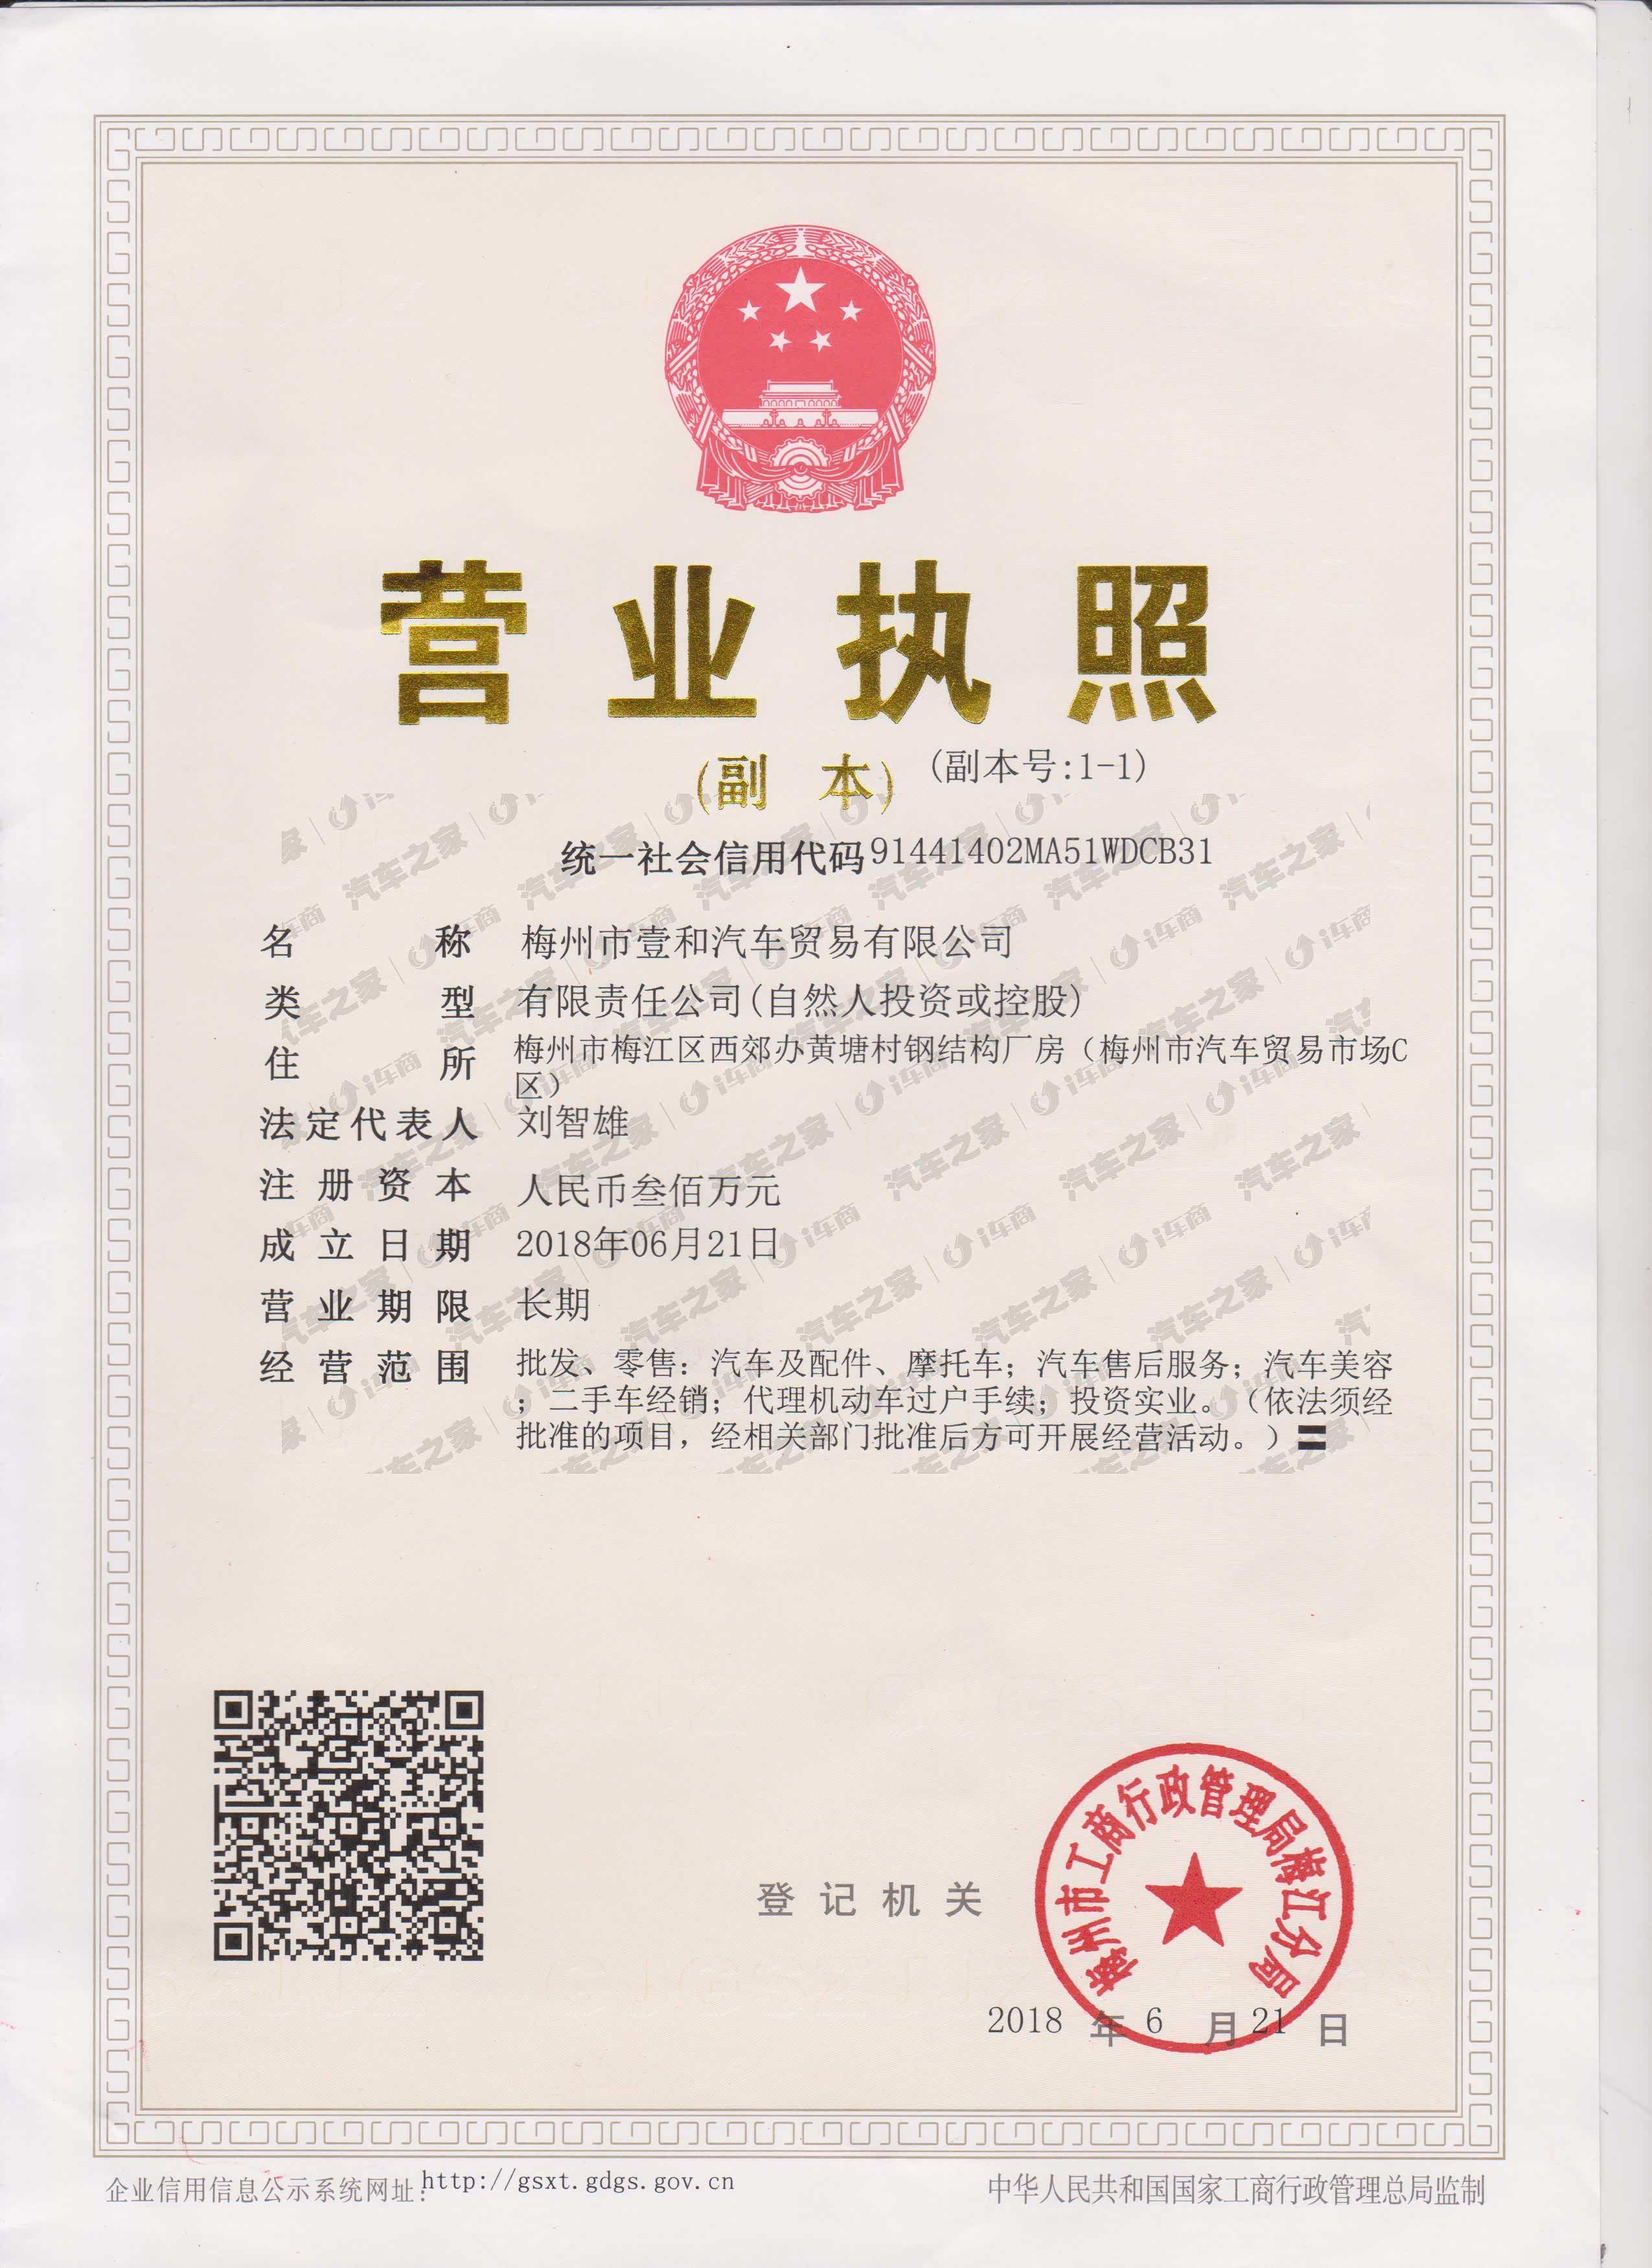 营业执照
(副 本) (副本号:1-1)
统一社会信用代码91441402MA51WDCB31
名称 梅州市壹和汽车贸易有限公司
类型 有限责任公司(自然人投资或控股)
住所 梅州市梅江区西郊办黄塘村钢结构厂房（梅州市汽车贸易市场C
区）
法定代表人 刘智雄
注册资本 人民币叁佰万元
成立日期 2018年06月21日
营业期限 长期
经营范围 批发、零售：汽车及配件、摩托车；汽车售后服务；汽车美容
；二手车经销；代理机动车过户手续；投资实业。（依法须经
批准的项目，经相关部门批准后方可开展经营活动。）
汽车之家 | i车商
登记机关
梅州市工商行政管理局梅江分局
2018 年 6 月 21 日
企业信用信息公示系统网址：http://gsxt.gdgs.gov.cn
中华人民共和国国家工商行政管理总局监制